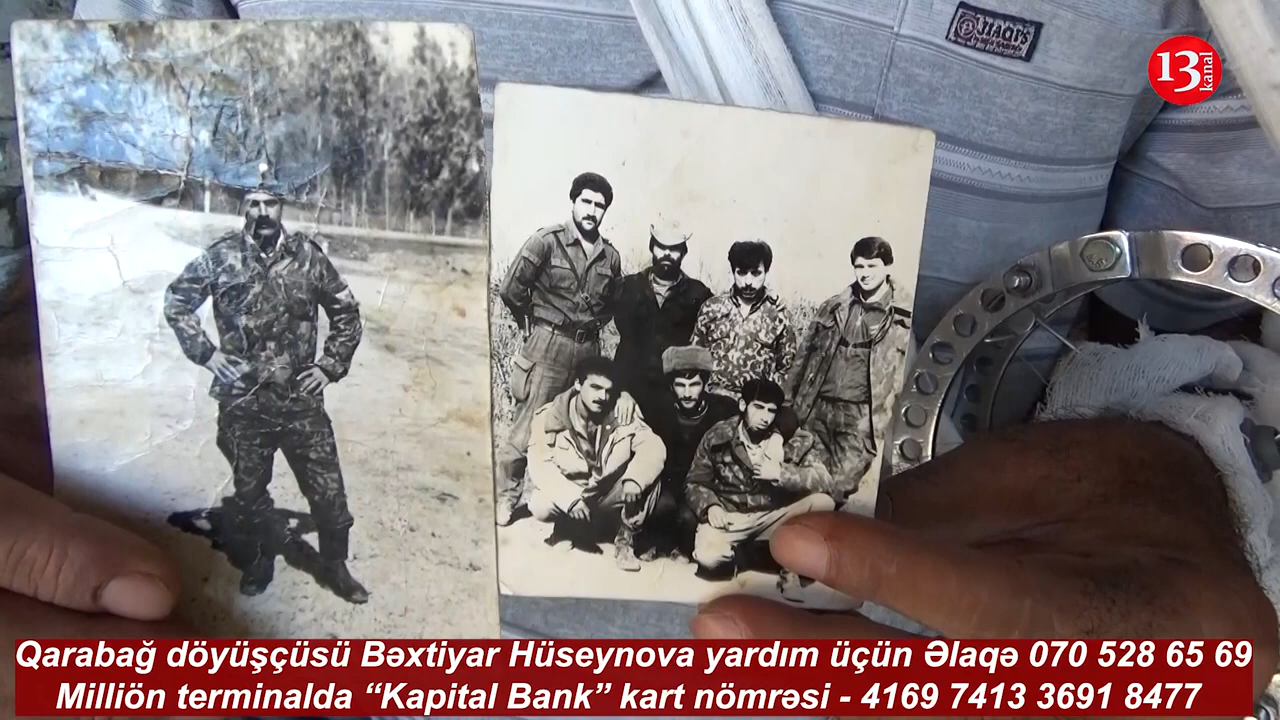 13
kanal
Qarabağ döyüşçüsü Bəxtiyar Hüseynova yardım üçün Əlaqə 070 528 65 69
Milliön terminalda “Kapital Bank” kart nömrəsi - 4169 7413 3691 8477